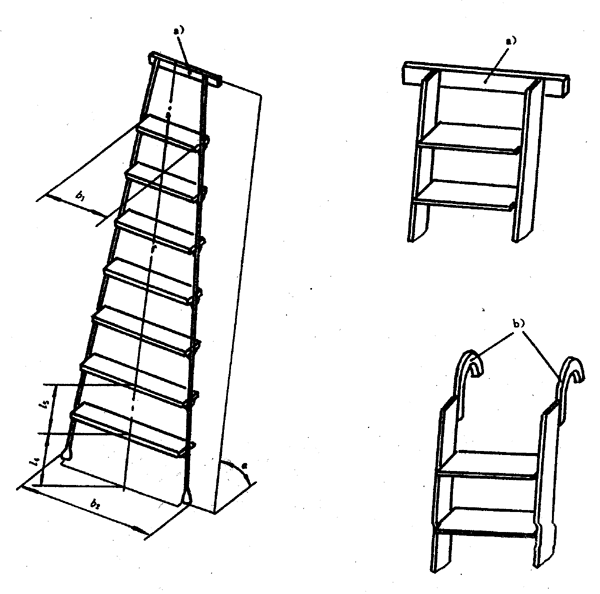 a)
a)
b₁
b)
l₅
l₄
α
b₂